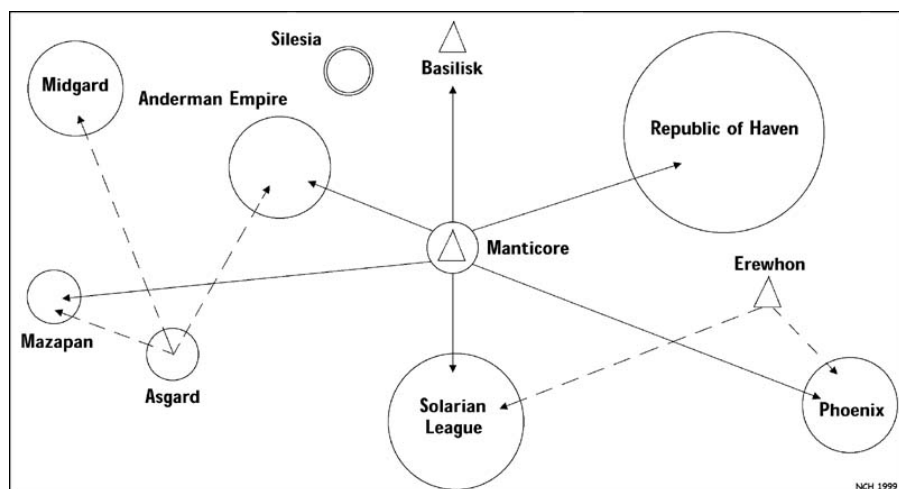 Silesia
Basilisk
Midgard
Anderman Empire
Republic of Haven
Manticore
Erewhon
Mazapan
Asgard
Solarian
League
Phoenix
NCH 1999